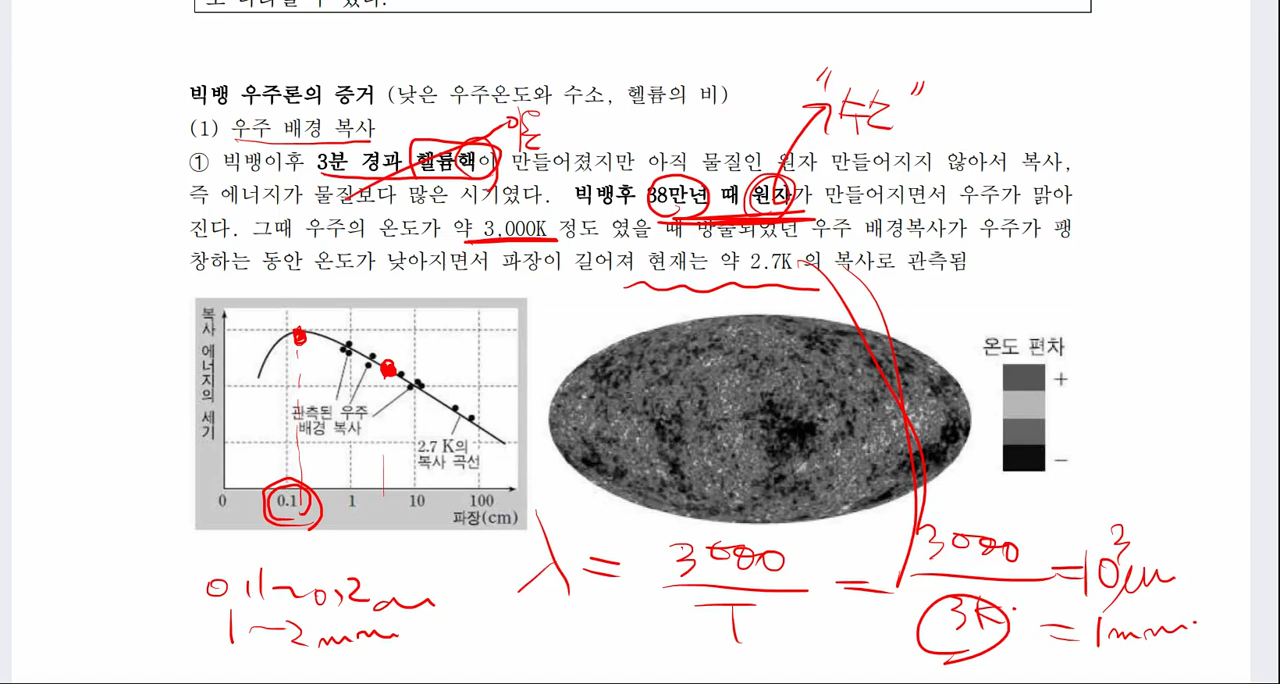 도 나타낼 수 있다.
빅뱅 우주론의 증거 (낮은 우주온도와 수소, 헬륨의 비)
"수소"
(1) 우주 배경 복사
이온
① 빅뱅이후 3분 경과 헬륨핵이 만들어졌지만 아직 물질인 원자 만들어지지 않아서 복사,
즉 에너지가 물질보다 많은 시기였다. 빅뱅후 38만년 때 원자가 만들어지면서 우주가 맑아
진다. 그때 우주의 온도가 약 3,000K 정도 였을 때 방출되었던 우주 배경복사가 우주가 팽
창하는 동안 온도가 낮아지면서 파장이 길어져 현재는 약 2.7K 의 복사로 관측됨
복사 에너지의 세기
관측된 우주
배경 복사
2.7 K의
복사 곡선
0 0.1 1 10 100
파장(cm)
온도 편차
+
−
λ = 3000/T = 3000/3K = 10³μm
= 1mm.
0.1~0.2cm
1~2mm